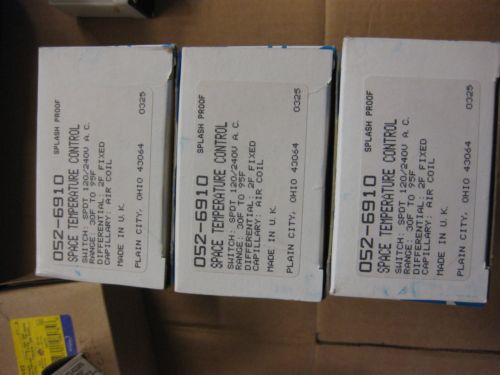 052-6910 SPLASH PROOF
SPACE TEMPERATURE CONTROL
SWITCH: SPDT 120/240V A.C.
RANGE: 30F TO 95F
DIFFERENTIAL: 2F FIXED
CAPILLARY: AIR COIL
MADE IN U.K.
PLAIN CITY, OHIO 43064 0325
052-6910 SPLASH PROOF
SPACE TEMPERATURE CONTROL
SWITCH: SPDT 120/240V A.C.
RANGE: 30F TO 95F
DIFFERENTIAL: 2F FIXED
CAPILLARY: AIR COIL
MADE IN U.K.
PLAIN CITY, OHIO 43064 0325
052-6910 SPLASH PROOF
SPACE TEMPERATURE CONTROL
SWITCH: SPDT 120/240V A.C.
RANGE: 30F TO 95F
DIFFERENTIAL: 2F FIXED
CAPILLARY: AIR COIL
MADE IN U.K.
PLAIN CITY, OHIO 43064 0325